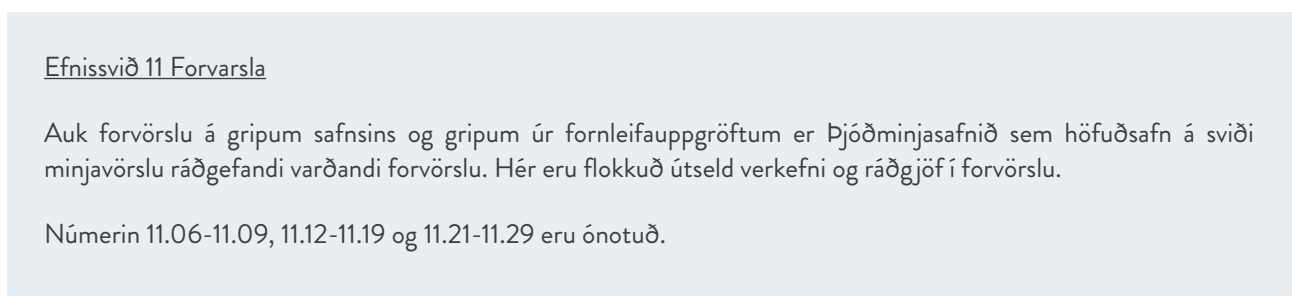 Efnissvið 11 Forvarsla
Auk forvörslu á gripum safnsins og gripum úr fornleifauppgröftum er Þjóðminjasafnið sem höfuðsafn á sviði
minjavörslu ráðgefandi varðandi forvörslu. Hér eru flokkuð útseld verkefni og ráðgjöf í forvörslu.
Númerin 11.06-11.09, 11.12-11.19 og 11.21-11.29 eru ónotuð.